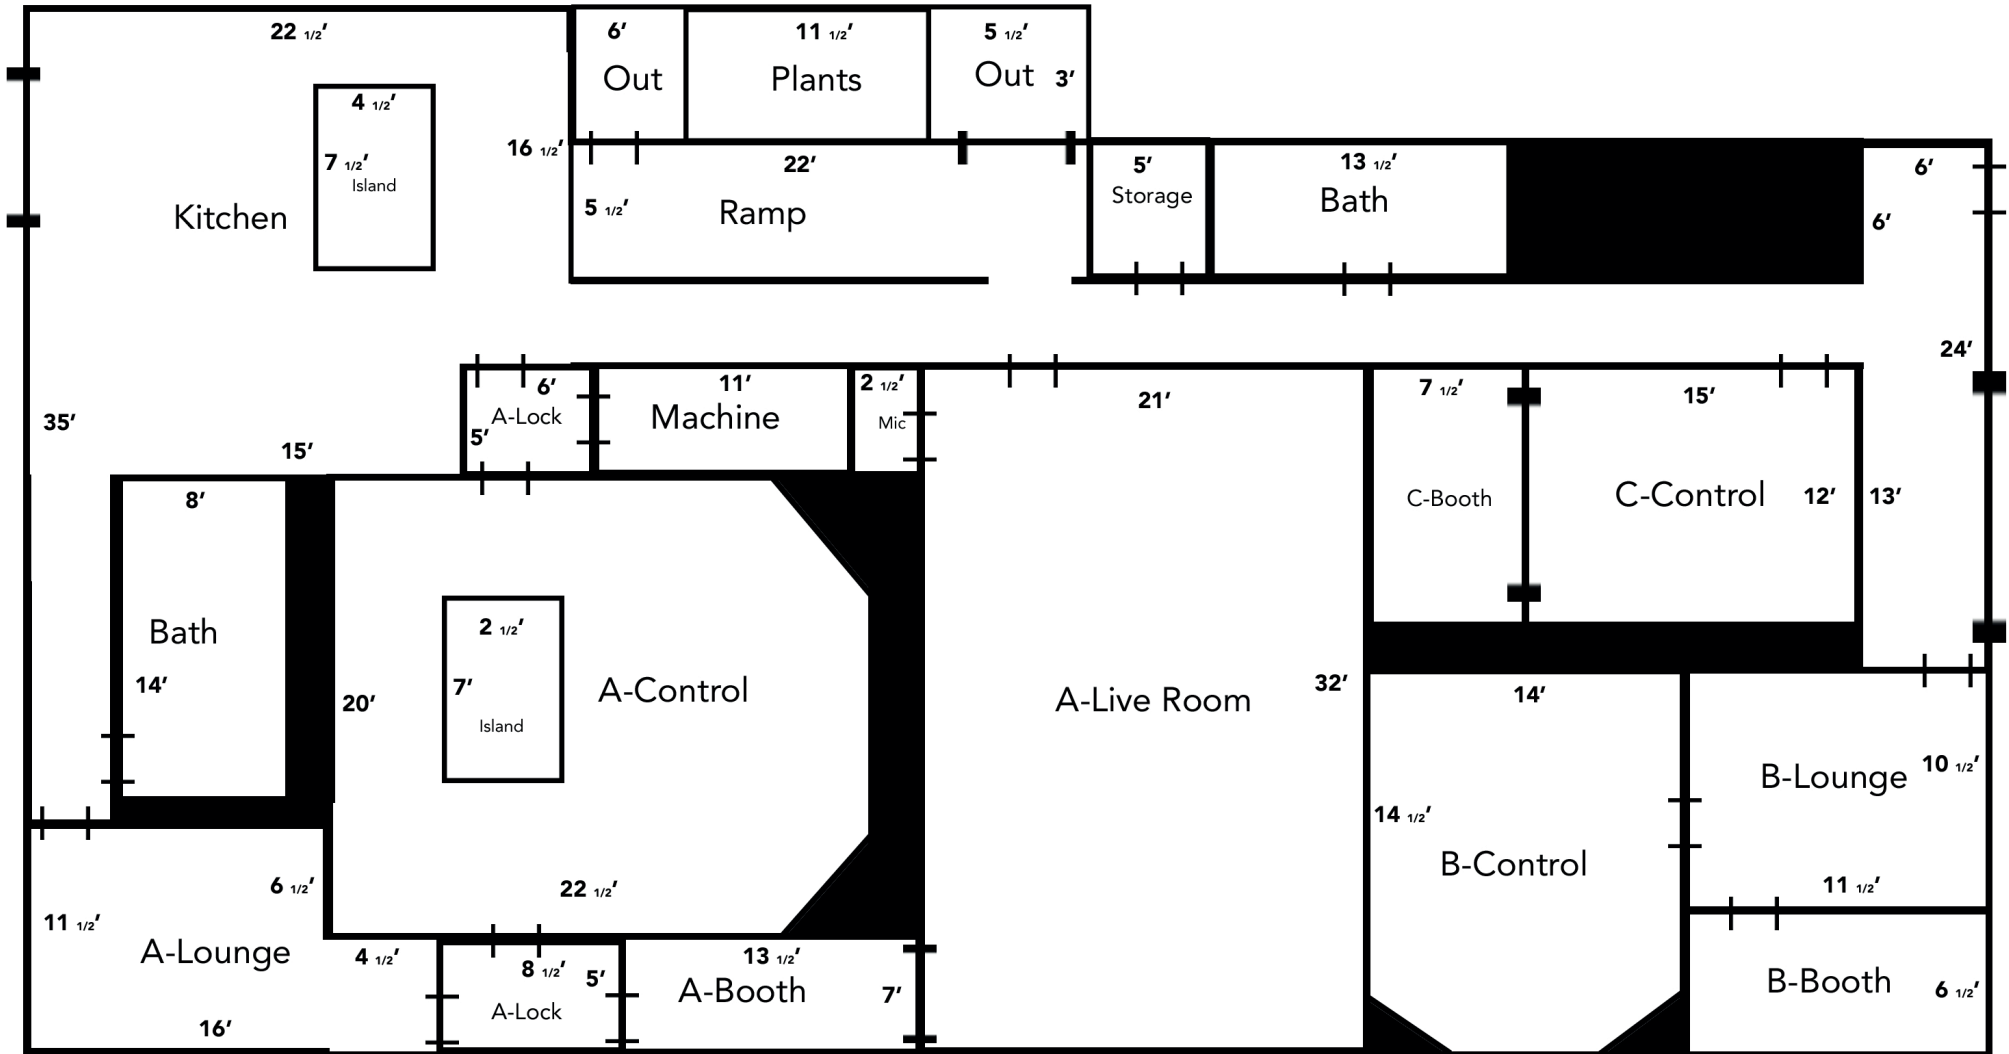 22 1/2′
6′
11 1/2′
5 1/2′
Out
Plants
Out
3′
4 1/2′
7 1/2′
Island
Kitchen
16 1/2′
22′
5 1/2′
Ramp
5′
Storage
13 1/2′
Bath
6′
6′
24′
35′
15′
6′
A-Lock
5′
11′
Machine
2 1/2′
Mic
21′
7 1/2′
15′
C-Booth
C-Control
12′
13′
8′
Bath
14′
20′
2 1/2′
7′
Island
A-Control
A-Live Room
32′
14′
14 1/2′
B-Control
B-Lounge
10 1/2′
11 1/2′
22 1/2′
6 1/2′
11 1/2′
A-Lounge
4 1/2′
16′
8 1/2′
5′
A-Lock
13 1/2′
A-Booth
7′
B-Booth
6 1/2′